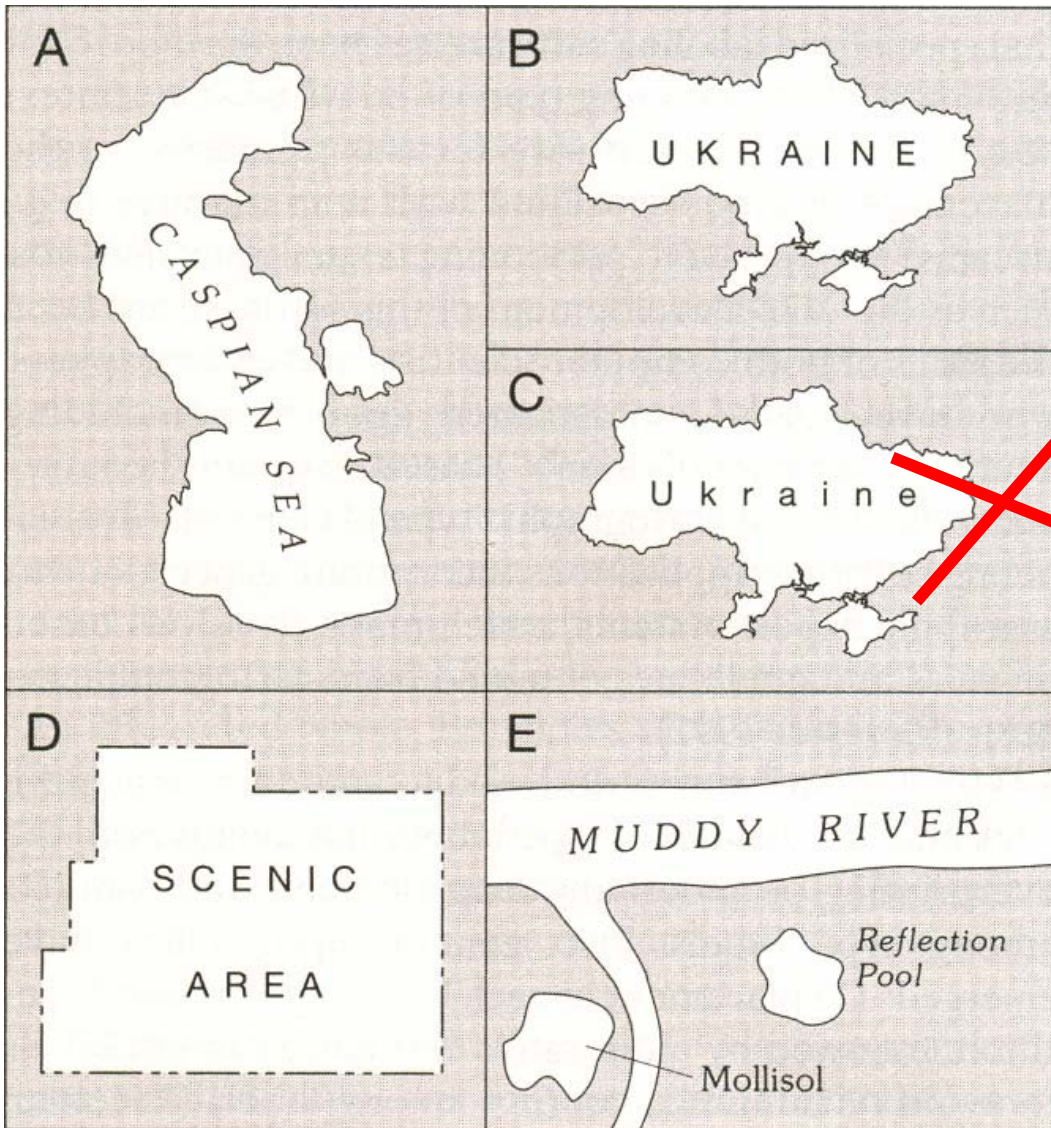 A
CASPIAN SEA
B
UKRAINE
C
Ukraine
D
SCENIC
AREA
E
MUDDY RIVER
Reflection
Pool
Mollisol